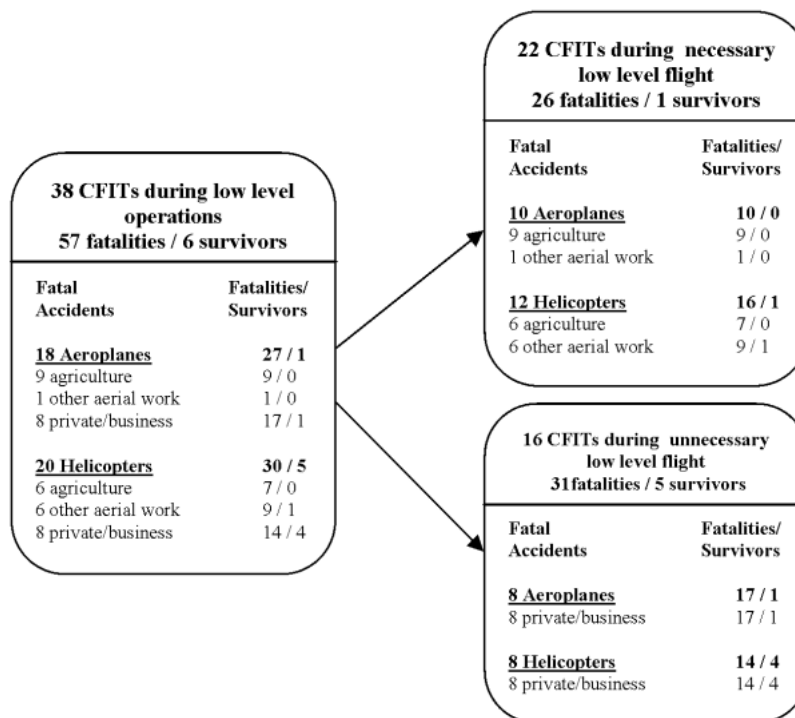 38 CFITs during low level
operations
57 fatalities / 6 survivors
Fatal Fatalities/
Accidents Survivors
18 Aeroplanes 27 / 1
9 agriculture 9 / 0
1 other aerial work 1 / 0
8 private/business 17 / 1
20 Helicopters 30 / 5
6 agriculture 7 / 0
6 other aerial work 9 / 1
8 private/business 14 / 4
22 CFITs during necessary
low level flight
26 fatalities / 1 survivors
Fatal Fatalities/
Accidents Survivors
10 Aeroplanes 10 / 0
9 agriculture 9 / 0
1 other aerial work 1 / 0
12 Helicopters 16 / 1
6 agriculture 7 / 0
6 other aerial work 9 / 1
16 CFITs during unnecessary
low level flight
31fatalities / 5 survivors
Fatal Fatalities/
Accidents Survivors
8 Aeroplanes 17 / 1
8 private/business 17 / 1
8 Helicopters 14 / 4
8 private/business 14 / 4